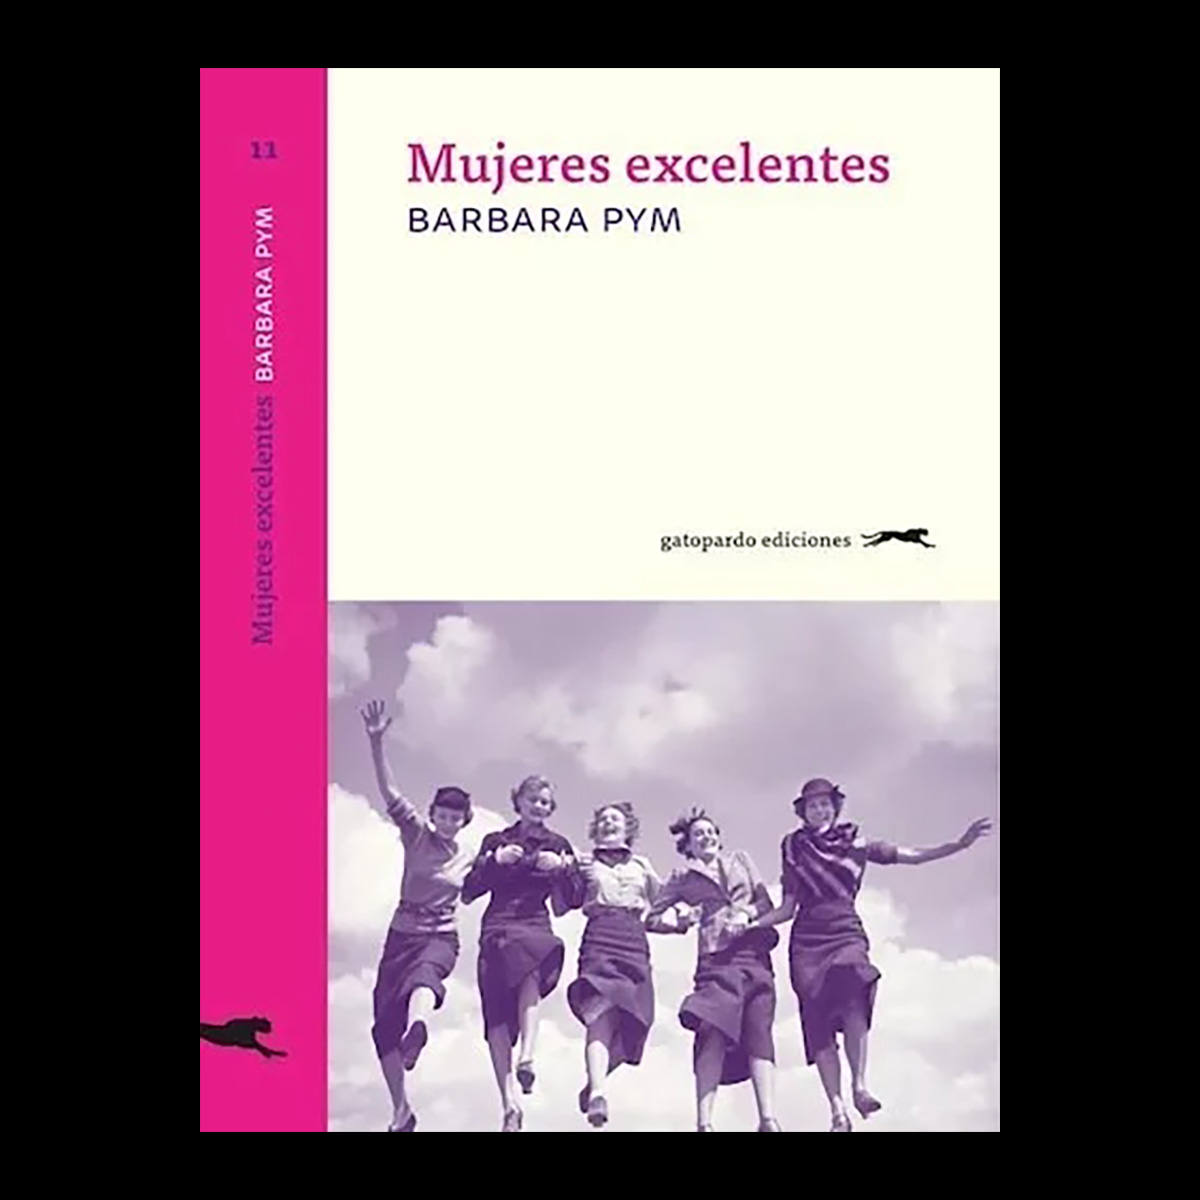 11
Mujeres excelentes BARBARA PYM
Mujeres excelentes
BARBARA PYM
gatopardo ediciones